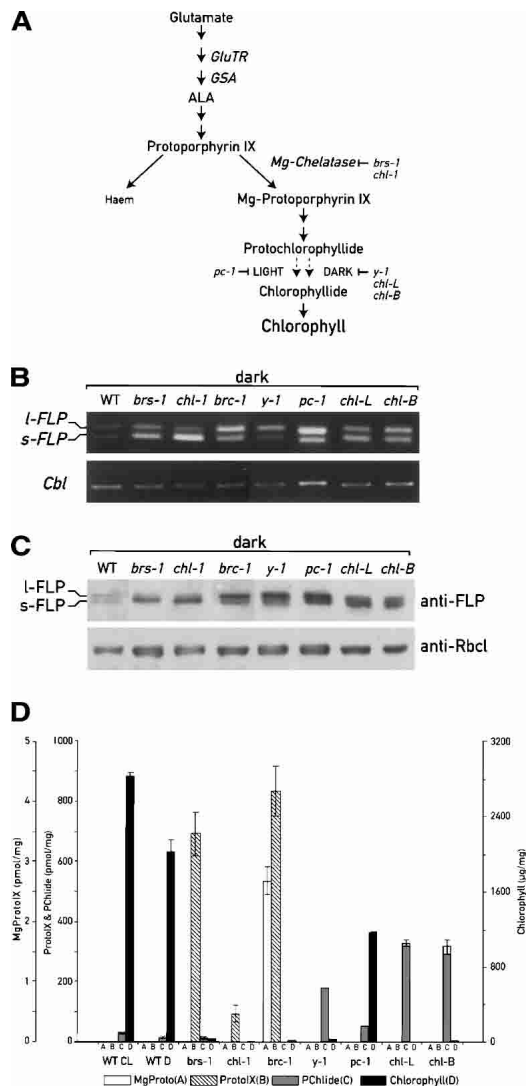 A
Glutamate
GluTR
GSA
ALA
Protoporphyrin IX
Mg-Chelatase brs-1
chl-1
Haem
Mg-Protoporphyrin IX
Protochlorophyllide
pc-1 LIGHT DARK y-1
chl-L
chl-B
Chlorophyllide
Chlorophyll
B
dark
WT brs-1 chl-1 brc-1 y-1 pc-1 chl-L chl-B
l-FLP
s-FLP
Cbl
C
dark
WT brs-1 chl-1 brc-1 y-1 pc-1 chl-L chl-B
l-FLP
s-FLP
anti-FLP
anti-Rbcl
D
MgProtoIX (pmol/mg)
5
4
3
2
1
0
ProtoIX & PChlide (pmol/mg)
1000
800
600
400
200
0
Chlorophyll (µg/mg)
3200
2400
1600
800
0
A B C D A B C D A B C D A B C D A B C D A B C D A B C D A B C D A B C D
WT CL WT D brs-1 chl-1 brc-1 y-1 pc-1 chl-L chl-B
MgProto(A) ProtoIX(B) PChlide(C) Chlorophyll(D)